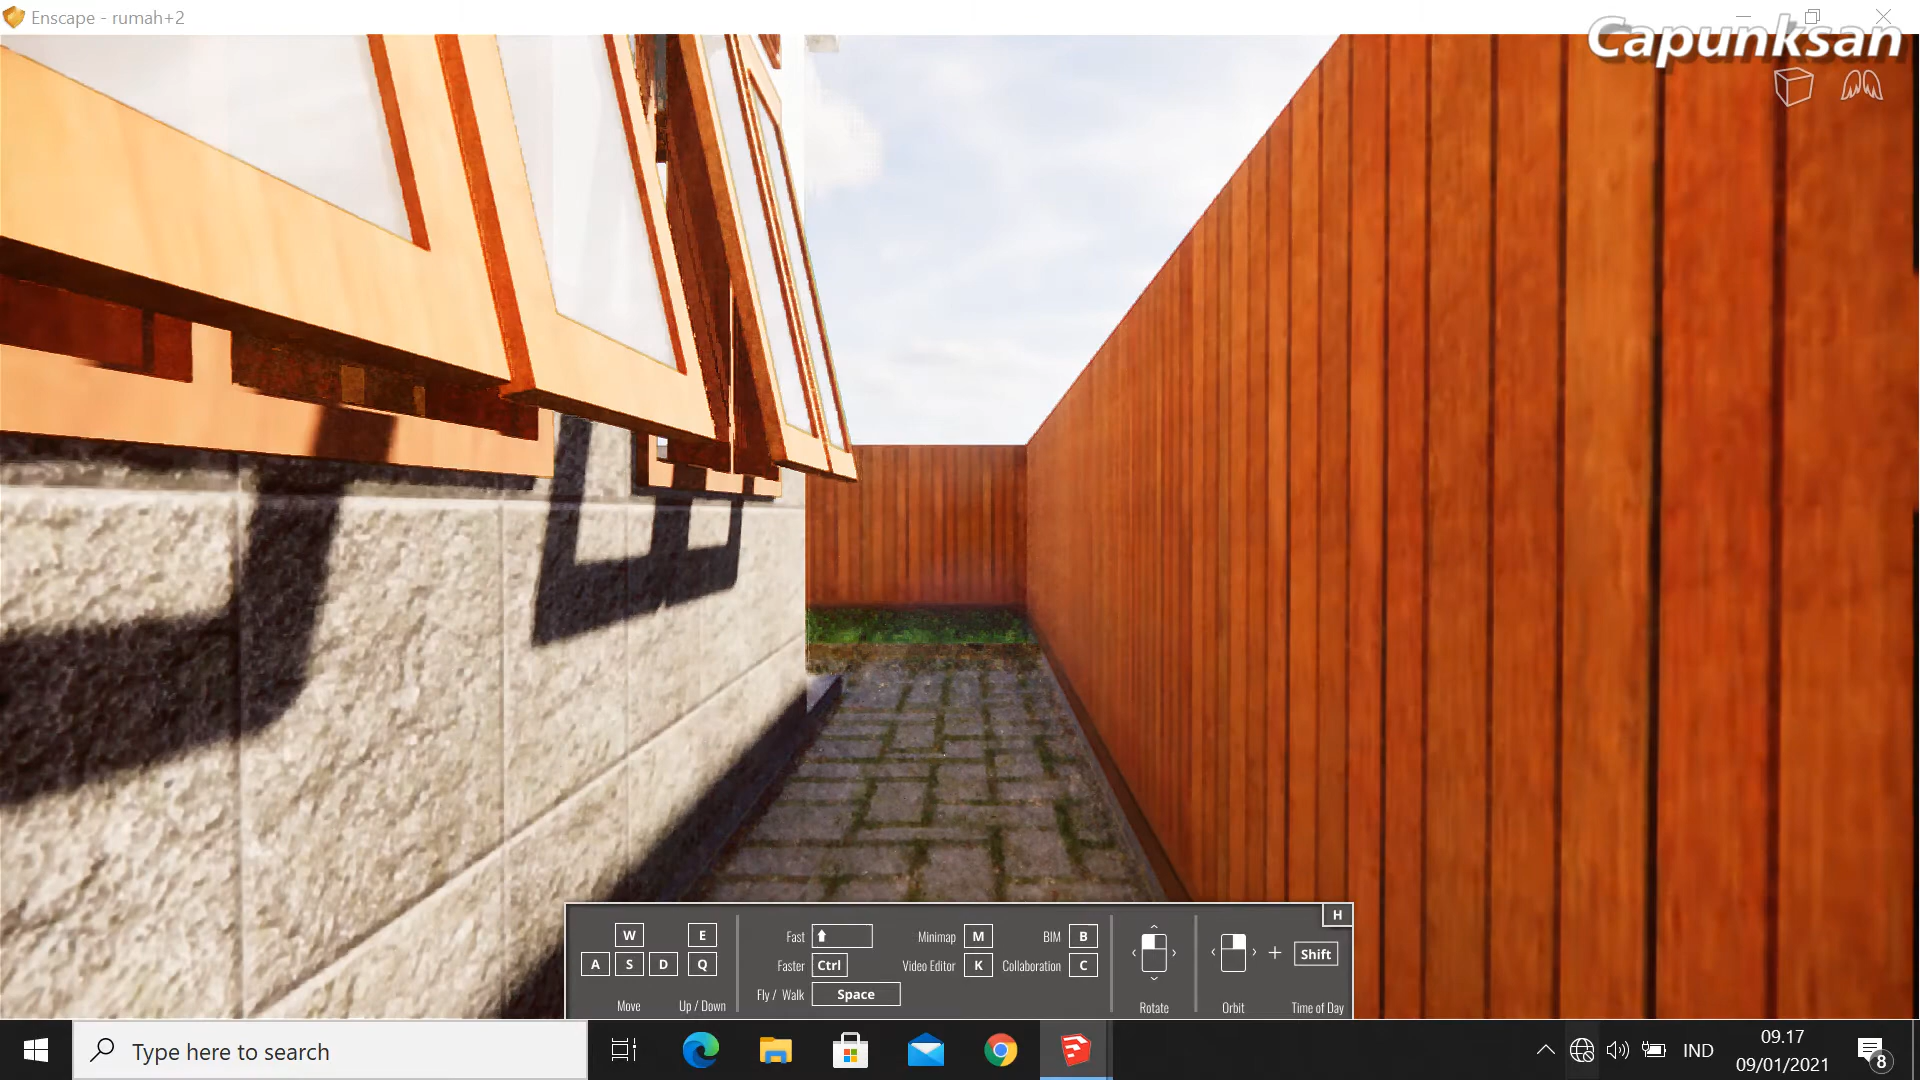 Enscape - rumah+2
Capunksan
H
W E
A S D Q
Move Up / Down
Fast
Faster Ctrl
Fly / Walk Space
Minimap M
Video Editor K
BIM B
Collaboration C
Rotate
Orbit
+ Shift
Time of Day
Type here to search
IND
09.17
09/01/2021
8